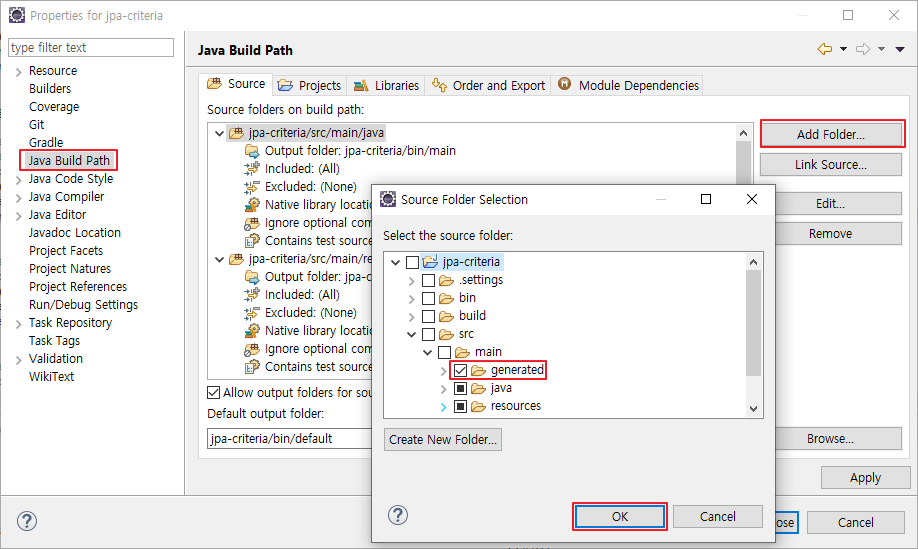 Properties for jpa-criteria
type filter text
Resource
Builders
Coverage
Git
Gradle
Java Build Path
Java Code Style
Java Compiler
Java Editor
Javadoc Location
Project Facets
Project Natures
Project References
Run/Debug Settings
Task Repository
Task Tags
Validation
WikiText
Java Build Path
Source Projects Libraries Order and Export Module Dependencies
Source folders on build path:
jpa-criteria/src/main/java
Output folder: jpa-criteria/bin/main
Included: (All)
Excluded: (None)
Native library locatio
Ignore optional com
Contains test source
jpa-criteria/src/main/re
Output folder: jpa-c
Included: (All)
Excluded: (None)
Native library locatio
Ignore optional com
Contains test source
Allow output folders for sou
Default output folder:
jpa-criteria/bin/default
Add Folder...
Link Source...
Edit...
Remove
Browse...
Apply
ose
Cancel
Source Folder Selection
Select the source folder:
jpa-criteria
.settings
bin
build
src
main
generated
java
resources
Create New Folder...
OK
Cancel